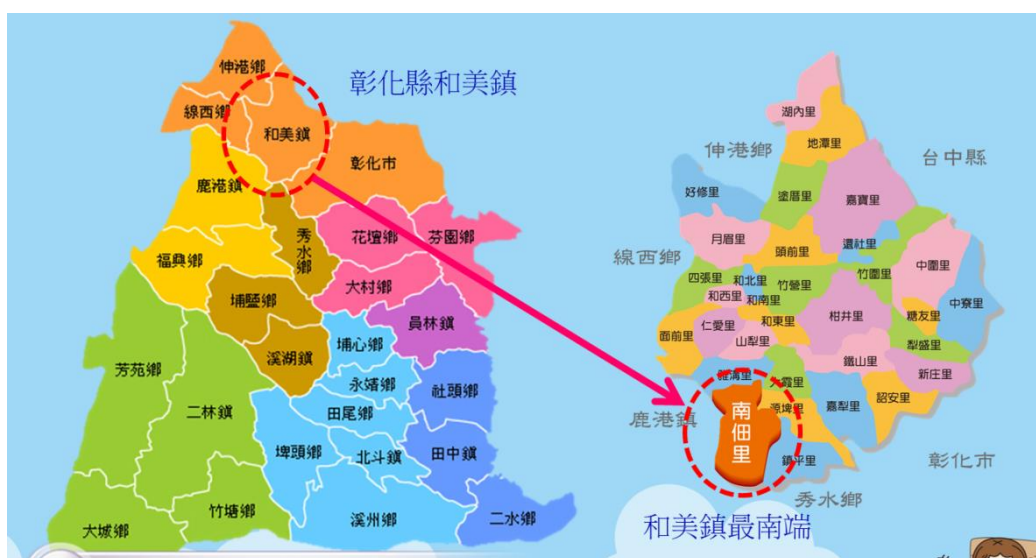 伸港鄉
彰化縣和美鎮
線西鄉
和美鎮
彰化市
鹿港鎮
秀水鄉
花壇鄉
芬園鄉
福興鄉
大村鄉
埔鹽鄉
員林鎮
溪湖鎮
埔心鄉
芳苑鄉
永靖鄉
社頭鄉
二林鎮
田尾鄉
埤頭鄉
北斗鎮
田中鎮
竹塘鄉
溪州鄉
二水鄉
大城鄉
湖內里
伸港鄉
地潭里
台中縣
好修里
塗厝里
嘉寶里
月眉里
頭前里
還社里
線西鄉
中圍里
四張里
和北里
竹營里
竹圍里
和西里
和南里
中寮里
仁愛里
和東里
柑井里
糖友里
面前里
山犁里
犁盛里
鐵山里
新庄里
詔安里
鹿港鎮
南佃里
源埤里
嘉犁里
鎮平里
彰化市
秀水鄉
和美鎮最南端